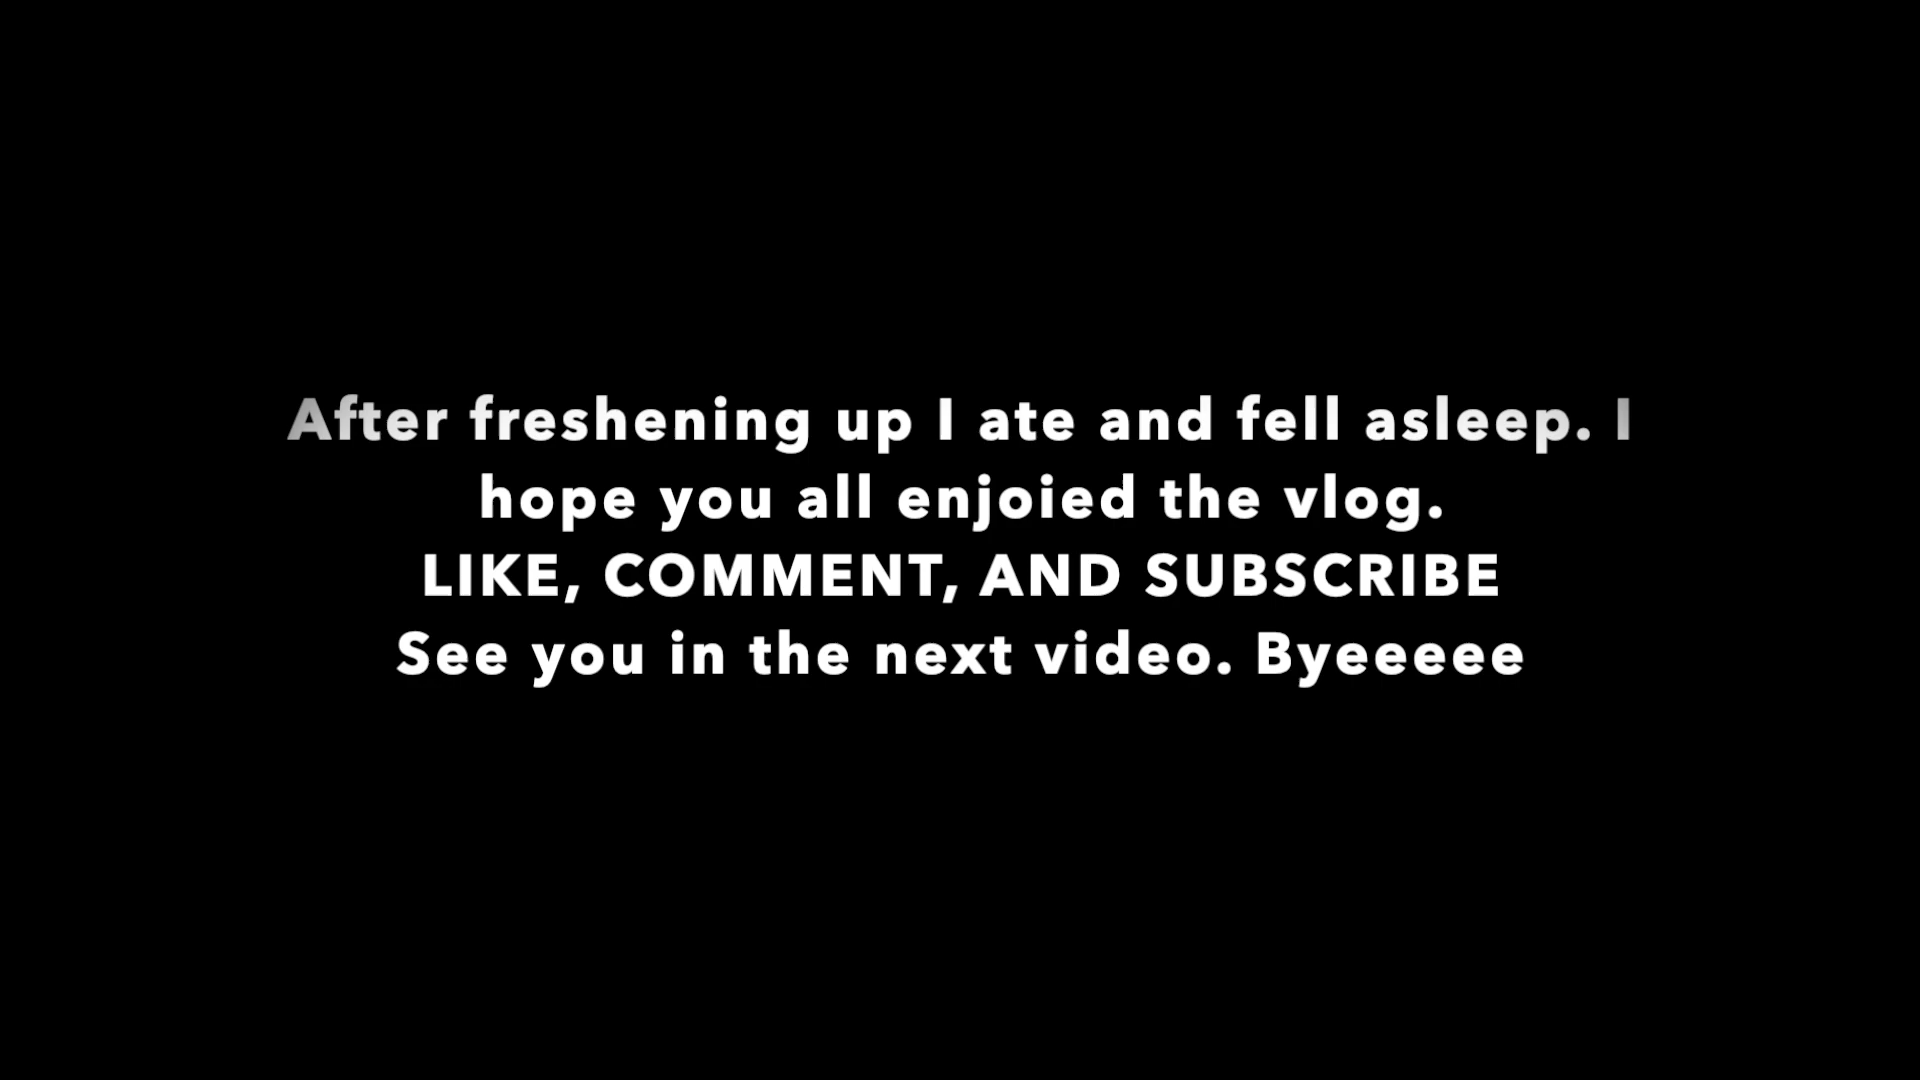 After freshening up I ate and fell asleep. I
hope you all enjoied the vlog.
LIKE, COMMENT, AND SUBSCRIBE
See you in the next video. Byeeeee